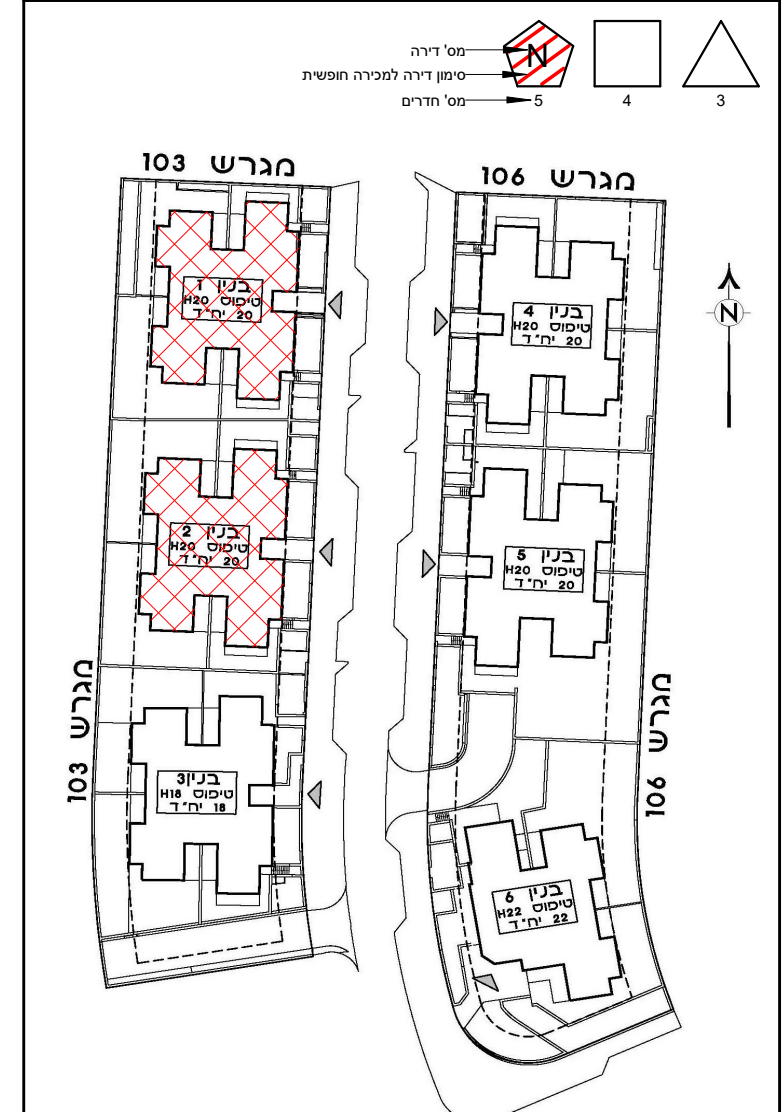 מס' דירה
סימון דירה למכירה חופשית
מס' חדרים
N
5
4
3
מגרש 103
מגרש 106
בנין 1
טיפוס H20
20 יח"ד
בנין 4
טיפוס H20
20 יח"ד
N
בנין 2
טיפוס H20
20 יח"ד
בנין 5
טיפוס H20
20 יח"ד
מגרש 103
מגרש 106
בנין3
טיפוס H18
18 יח"ד
בנין 6
טיפוס H22
22 יח"ד